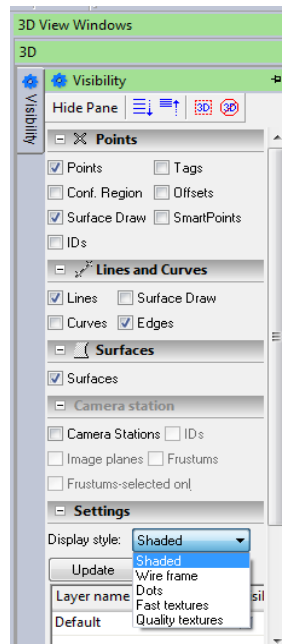 3D View Windows
3D
Visibility
Visibility
Hide Pane 3D 3D
Points
Points Tags
Conf. Region Offsets
Surface Draw SmartPoints
IDs
Lines and Curves
Lines Surface Draw
Curves Edges
Surfaces
Surfaces
Camera station
Camera Stations IDs
Image planes Frustums
Frustums-selected onl
Settings
Display style: Shaded
Shaded
Update Wire frame
Dots
Layer name Fast textures
Default Quality textures